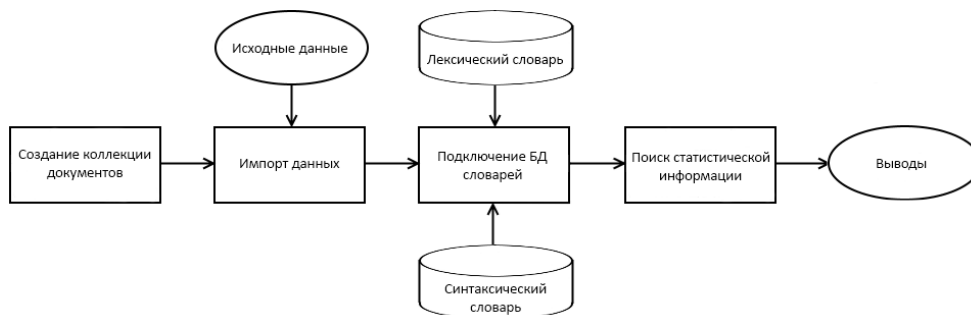 Исходные данные
Лексический словарь
Создание коллекции
документов
Импорт данных
Подключение БД
словарей
Поиск статистической
информации
Выводы
Синтаксический
словарь